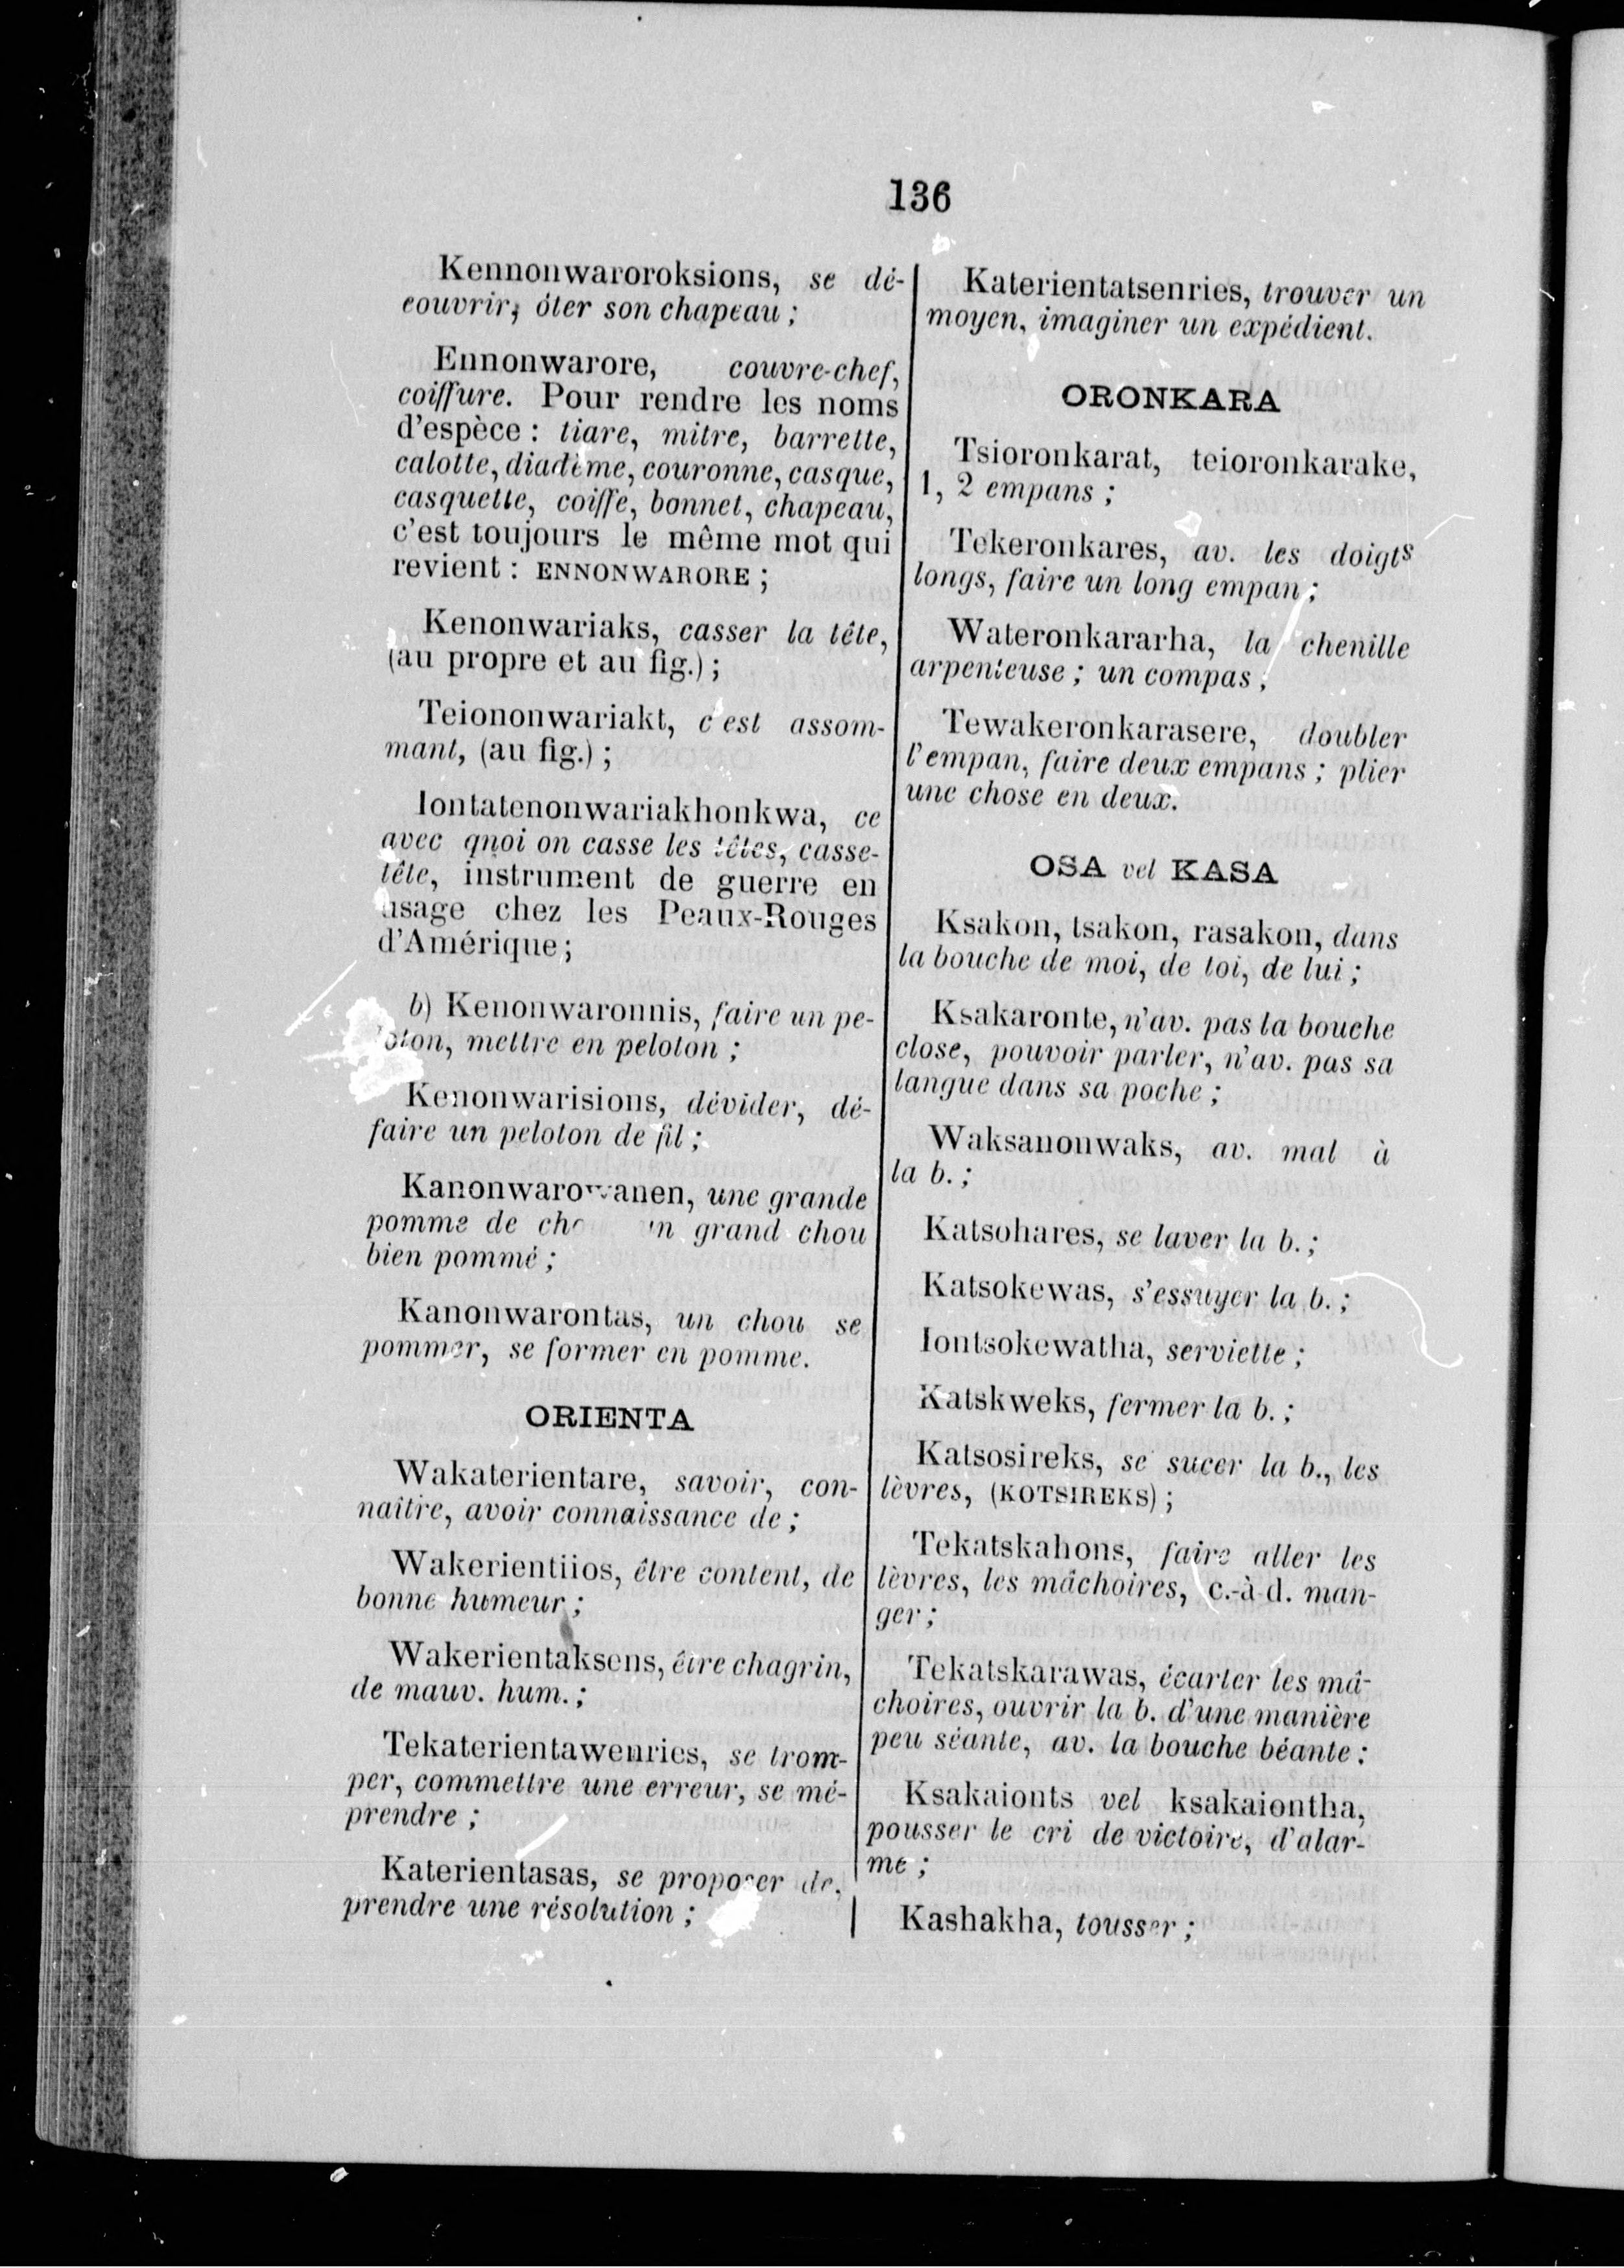 136
Kennonwaroroksions, se dé-
couvrir, ôter son chapeau ;
Ennonwarore, couvre-chef,
coiffure. Pour rendre les noms
d'espèce : tiare, mitre, barrette,
calotte, diadème, couronne, casque,
casquette, coiffe, bonnet, chapeau,
c'est toujours le même mot qui
revient : ENNONWARORE ;
Kenonwariaks, casser la tête,
(au propre et au fig.) ;
Teiononwariakt, c'est assom-
mant, (au fig.) ;
Iontatenonwariakhonkwa, ce
avec qnoi on casse les têtes, casse-
tête, instrument de guerre en
usage chez les Peaux-Rouges
d'Amérique ;
b) Kenonwaronnis, faire un pe-
loton, mettre en peloton ;
Kenonwarisions, dévider, dé-
faire un peloton de fil ;
Kanonwarowanen, une grande
pomme de grand chou
bien pommé ;
Kanonwarontas, un chou se
pommer, se former en pomme.
ORIENTA
Wakaterientare, savoir, con-
naître, avoir connaissance de ;
Wakerientiios, être content, de
bonne humeur ;
Wakerientaksens, être chagrin,
de mauv. hum. ;
Tekaterientawenries, se trom-
per, commettre une erreur, se mé-
prendre ;
Katerientasas, se proposer de,
prendre une résolution ;
Katerientatsenries, trouver un
moyen, imaginer un expédient.
ORONKARA
Tsioronkarat, teioronkarake,
1, 2 empans ;
Tekeronkares, av. les doigts
longs, faire un long empan ;
Wateronkararha, la chenille
arpenteuse ; un compas ;
Tewakeronkarasere, doubler
l'empan, faire deux empans ; plier
une chose en deux.
OSA vel KASA
Ksakon, tsakon, rasakon, dans
la bouche de moi, de toi, de lui ;
Ksakaronte, n'av. pas la bouche
close, pouvoir parler, n'av. pas sa
langue dans sa poche ;
Waksanonwaks, av. mal à
la b. ;
Katsohares, se laver la b. ;
Katsokewas, s'essuyer la b. ;
Iontsokewatha, serviette ;
Katskweks, fermer la b. ;
Katsosireks, se sucer la b., les
lèvres, (KOTSIREKS) ;
Tekatskahons, faire aller les
lèvres, les mâchoires, c.-à-d. man-
ger ;
Tekatskarawas, écarter les mâ-
choires, ouvrir la b. d'une manière
peu séante, av. la bouche béante ;
Ksakaionts vel ksakaiontha,
pousser le cri de victoire, d'alar-
me ;
Kashakha, tousser ;